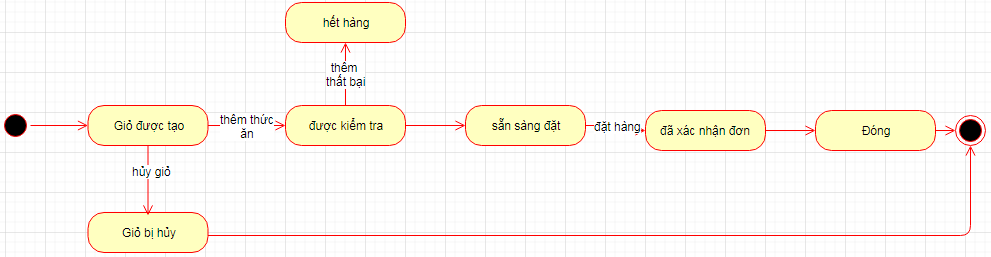 hết hàng
thêm
thất bại
Giỏ được tạo
thêm thức
ăn
được kiểm tra
sẵn sàng đặt
đặt hàng
đã xác nhận đơn
Đóng
hủy giỏ
Giỏ bị hủy